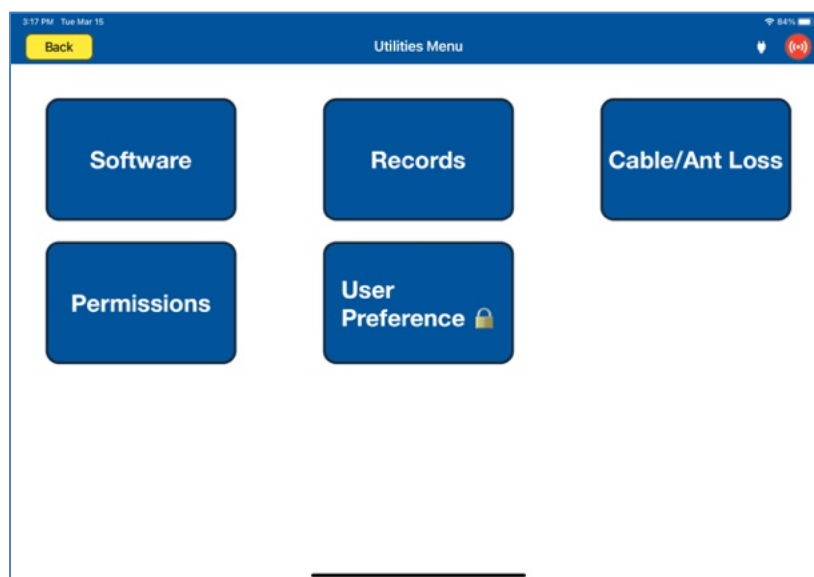 3:17 PM Tue Mar 15
84%
Back
Utilities Menu
Software
Records
Cable/Ant Loss
Permissions
User
Preference